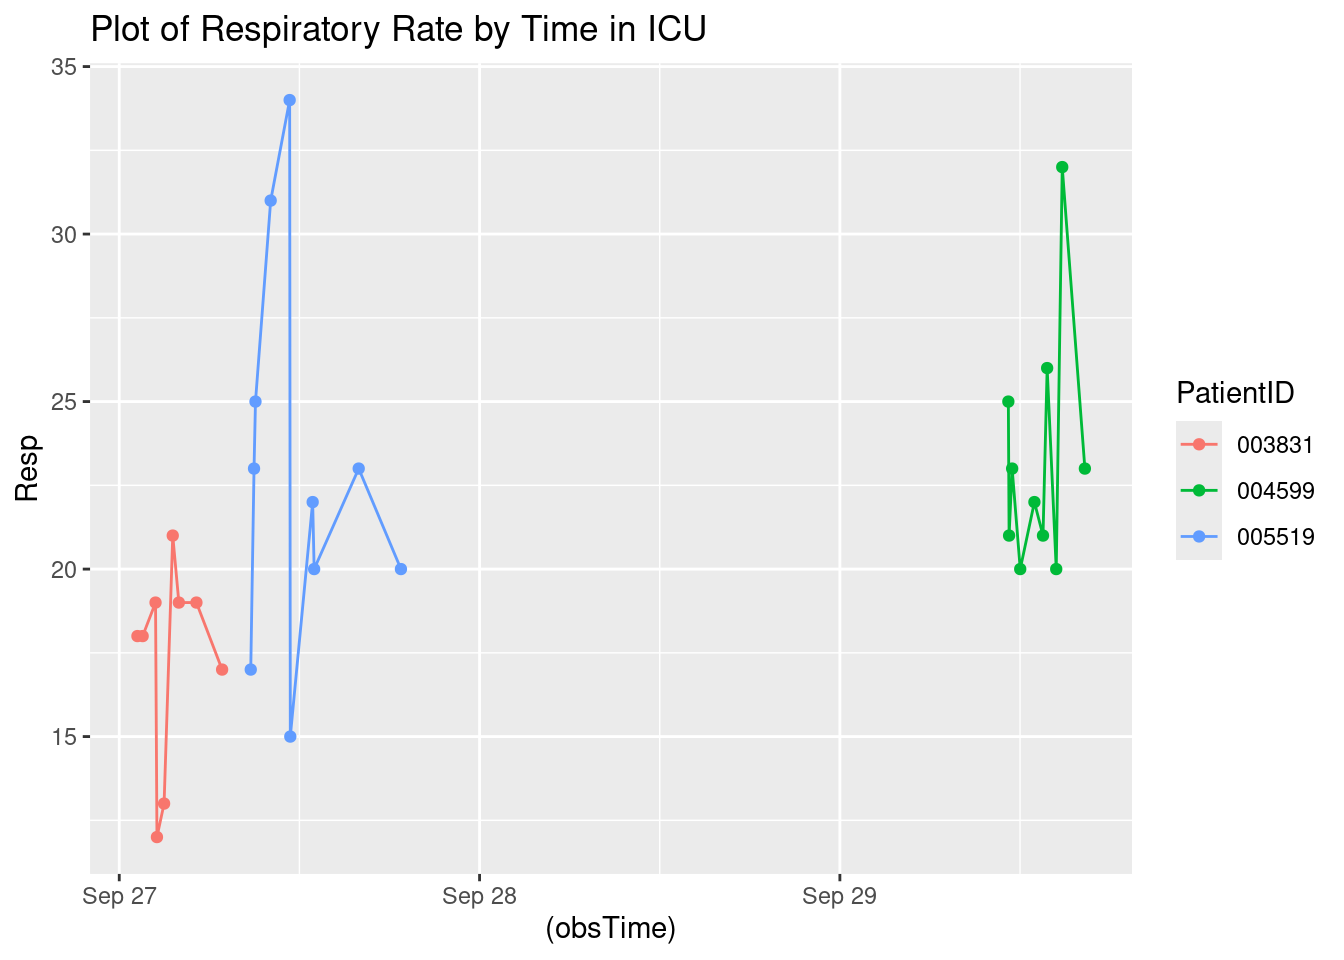 Plot of Respiratory Rate by Time in ICU
35
30
25
20
15
Resp
Sep 27
Sep 28
Sep 29
(obsTime)
PatientID
003831
004599
005519